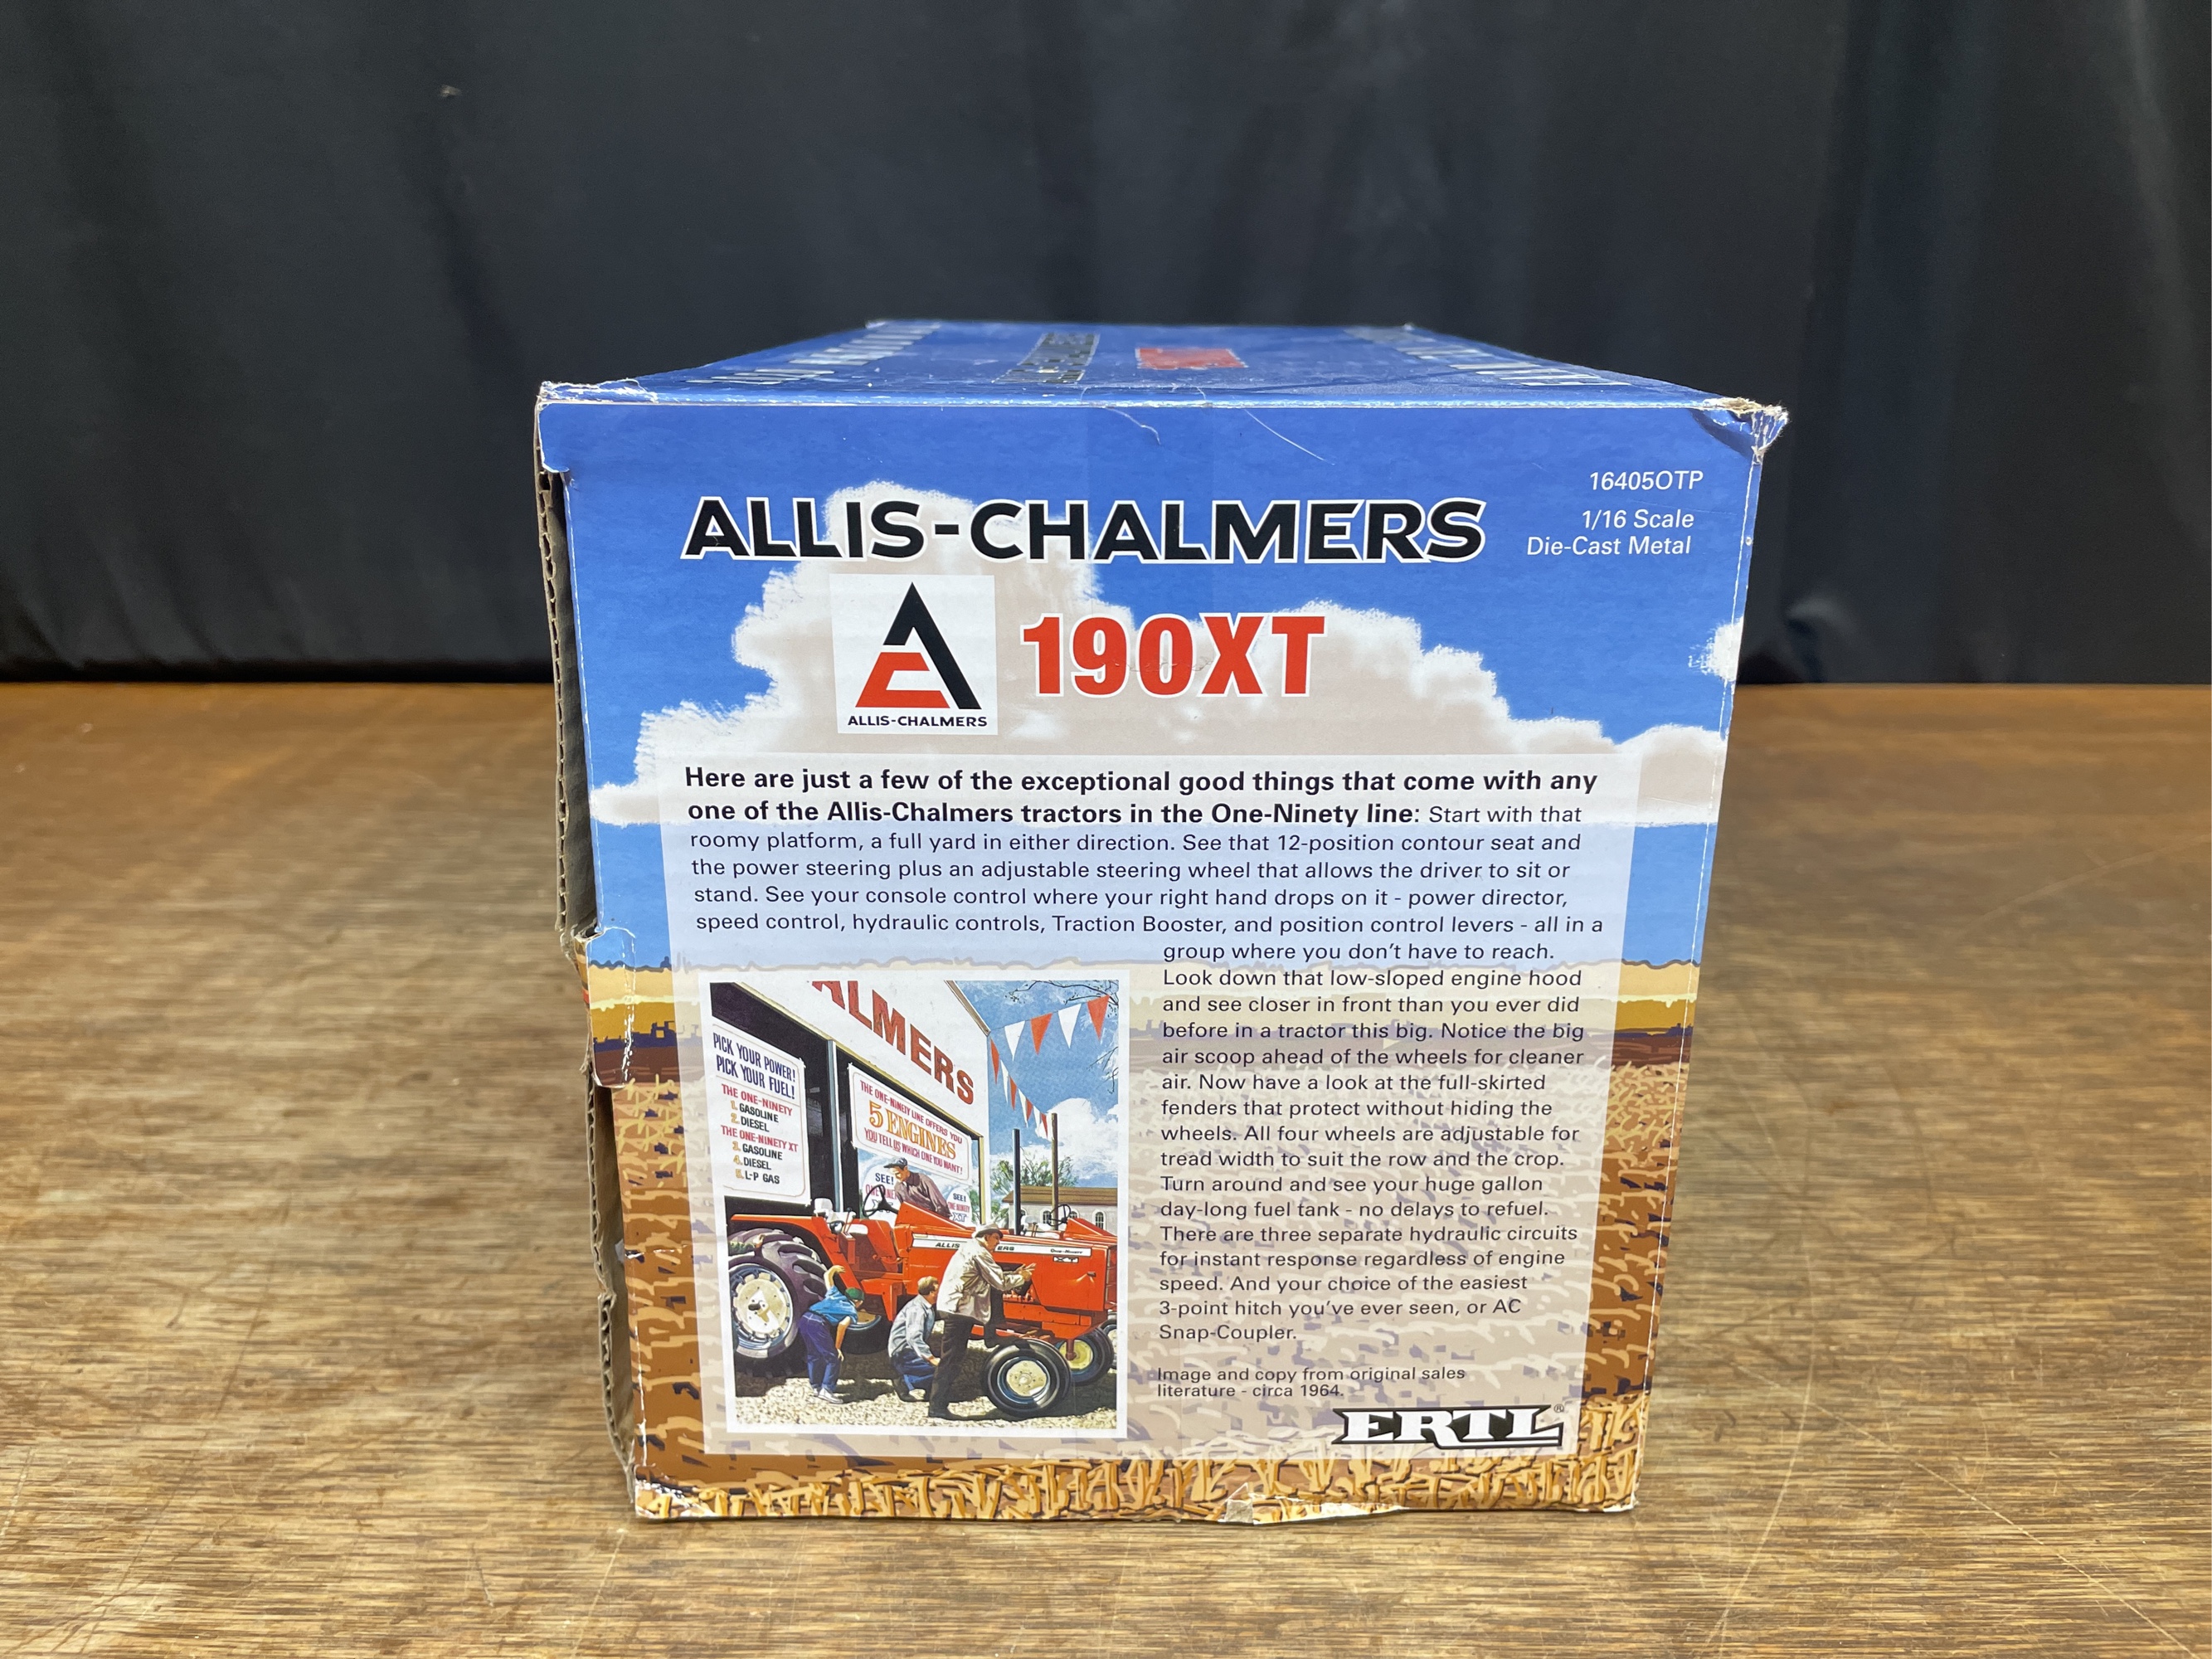 ALLIS-CHALMERS
16405OTP
1/16 Scale
Die-Cast Metal
ALLIS-CHALMERS
190XT
Here are just a few of the exceptional good things that come with any
one of the Allis-Chalmers tractors in the One-Ninety line: Start with that
roomy platform, a full yard in either direction. See that 12-position contour seat and
the power steering plus an adjustable steering wheel that allows the driver to sit or
stand. See your console control where your right hand drops on it - power director,
speed control, hydraulic controls, Traction Booster, and position control levers - all in a
group where you don't have to reach.
Look down that low-sloped engine hood
and see closer in front than you ever did
before in a tractor this big. Notice the big
air scoop ahead of the wheels for cleaner
air. Now have a look at the full-skirted
fenders that protect without hiding the
wheels. All four wheels are adjustable for
tread width to suit the row and the crop.
Turn around and see your huge gallon
day-long fuel tank - no delays to refuel.
There are three separate hydraulic circuits
for instant response regardless of engine
speed. And your choice of the easiest
3-point hitch you've ever seen, or AC
Snap-Coupler.
Image and copy from original sales
literature - circa 1964.
ERTL®
ALMERS
PICK YOUR POWER!
PICK YOUR FUEL!
THE ONE-NINETY
1. GASOLINE
2. DIESEL
THE ONE-NINETY XT
3. GASOLINE
4. DIESEL
5. L-P GAS
THE ONE-NINETY LINE OFFERS YOU
5 ENGINES
YOU TELL US WHICH ONE YOU WANT!
SEE!
SEE!
ALLIS ERS
One-Ninety
XT